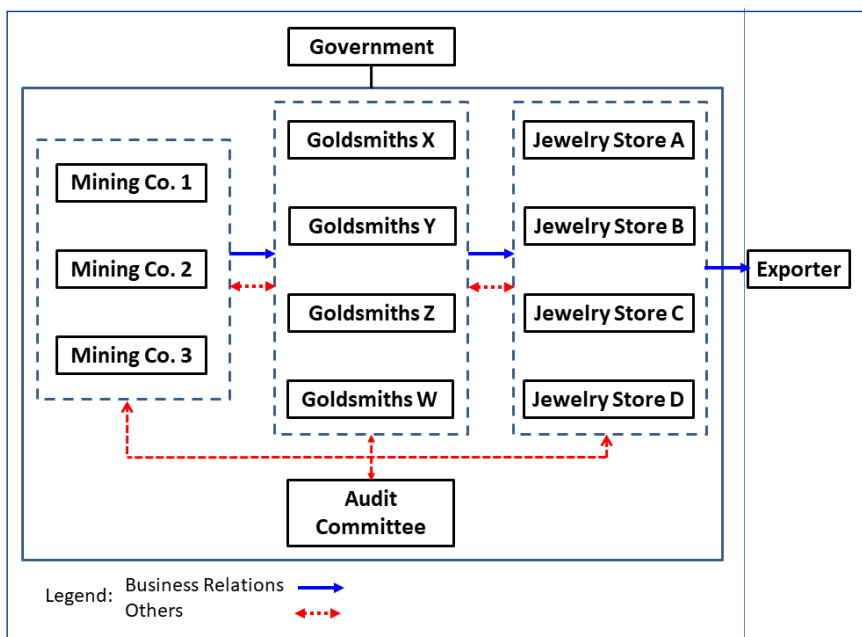 Government
Goldsmiths X
Jewelry Store A
Mining Co. 1
Goldsmiths Y
Jewelry Store B
Mining Co. 2
Exporter
Goldsmiths Z
Jewelry Store C
Mining Co. 3
Goldsmiths W
Jewelry Store D
Audit
Committee
Legend:
Business Relations
Others